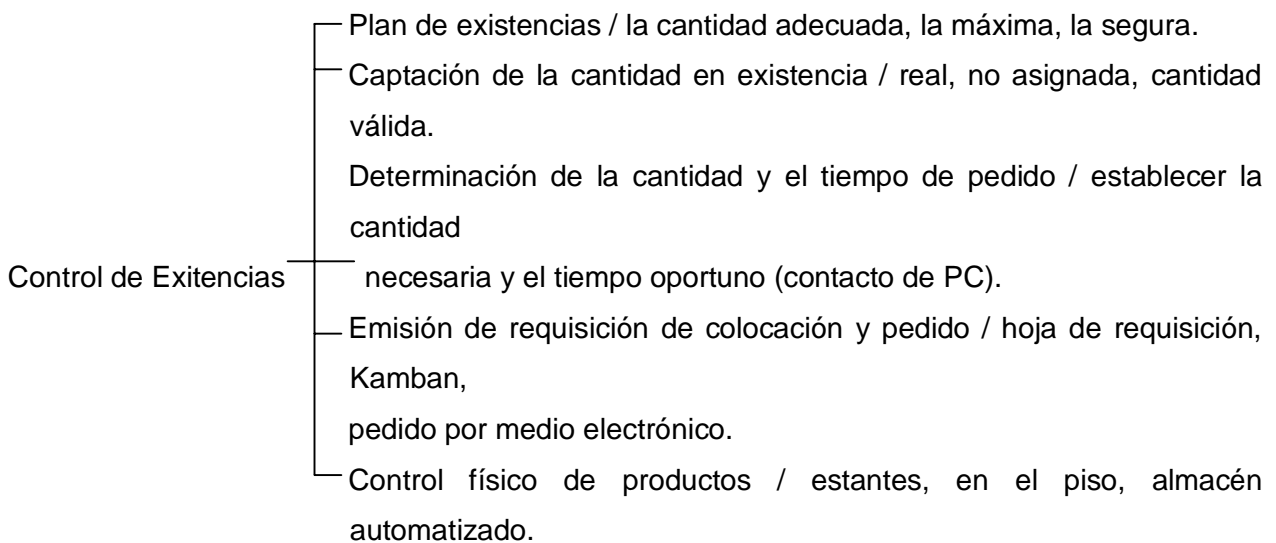 Plan de existencias / la cantidad adecuada, la máxima, la segura.
Captación de la cantidad en existencia / real, no asignada, cantidad
válida.
Determinación de la cantidad y el tiempo de pedido / establecer la
cantidad
Control de Exitencias
necesaria y el tiempo oportuno (contacto de PC).
Emisión de requisición de colocación y pedido / hoja de requisición,
Kamban,
pedido por medio electrónico.
Control físico de productos / estantes, en el piso, almacén
automatizado.